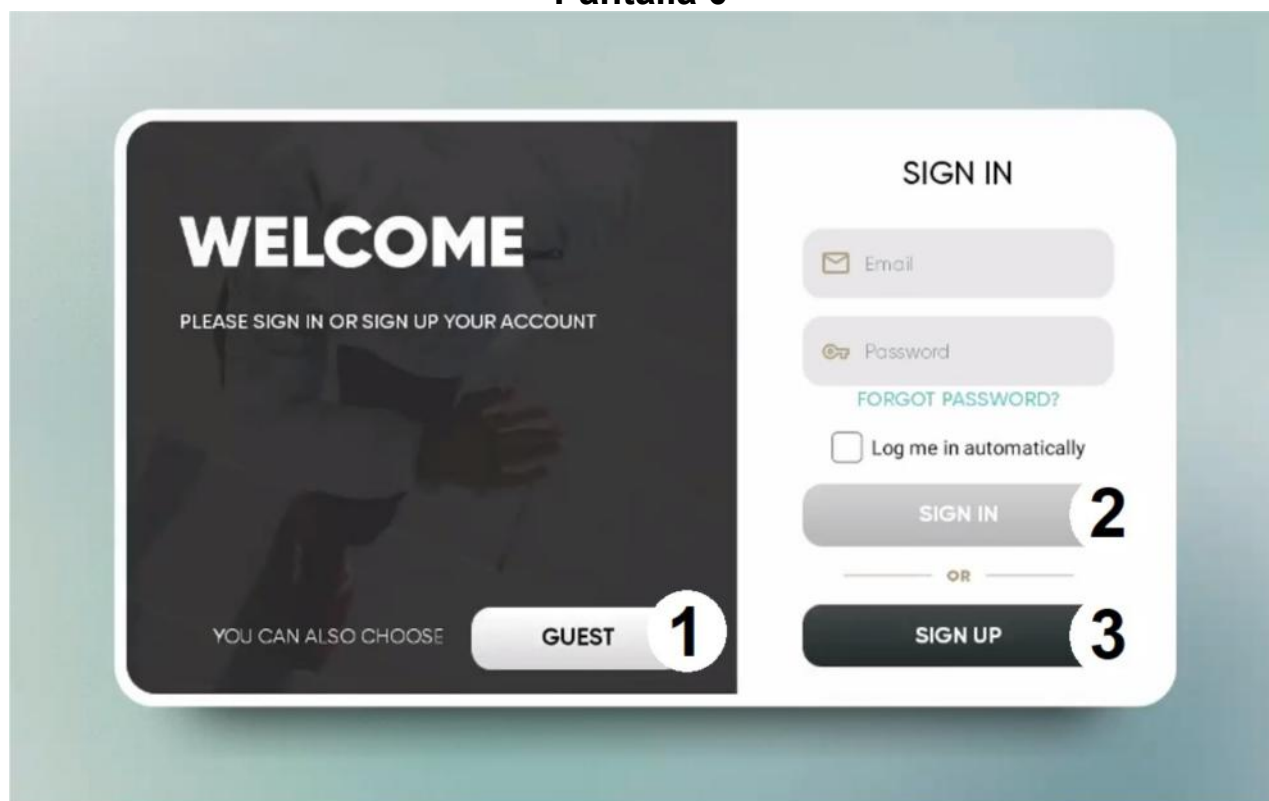 WELCOME
PLEASE SIGN IN OR SIGN UP YOUR ACCOUNT
YOU CAN ALSO CHOOSE
GUEST
1
SIGN IN
Email
Password
FORGOT PASSWORD?
Log me in automatically
SIGN IN
2
OR
SIGN UP
3